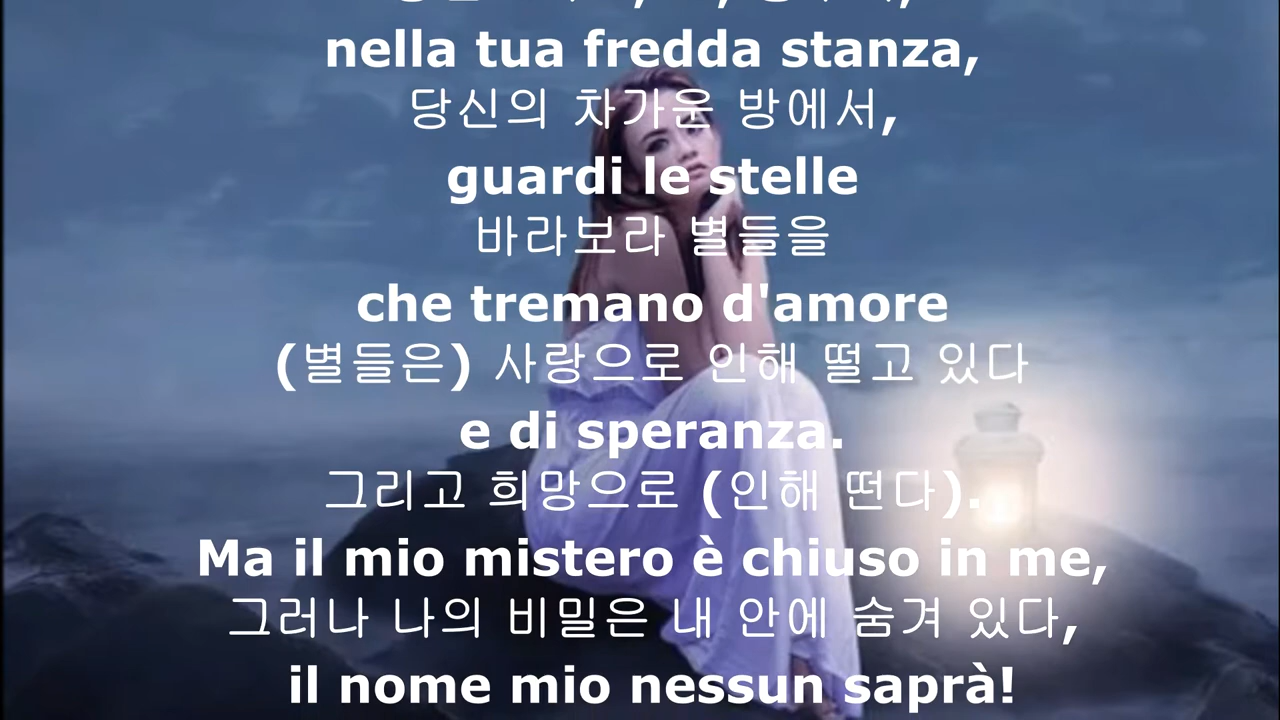 nella tua fredda stanza,
당신의 차가운 방에서,
guardi le stelle
바라보라 별들을
che tremano d'amore
(별들은) 사랑으로 인해 떨고 있다
e di speranza.
그리고 희망으로 (인해 떤다).
Ma il mio mistero è chiuso in me,
그러나 나의 비밀은 내 안에 숨겨 있다,
il nome mio nessun saprà!